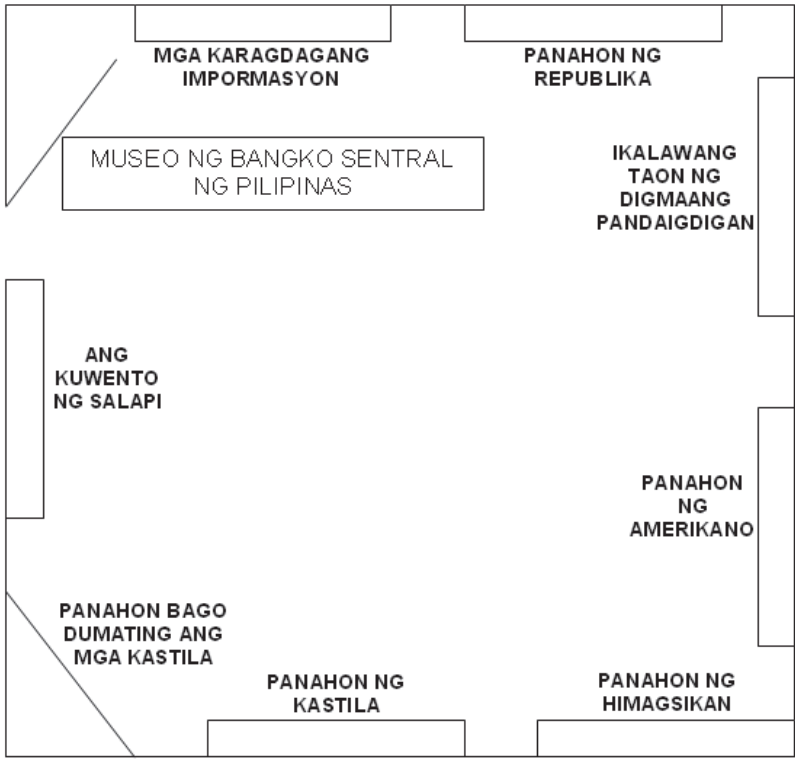 MGA KARAGDAGANG
IMPORMASYON
PANAHON NG
REPUBLIKA
MUSEO NG BANGKO SENTRAL
NG PILIPINAS
IKALAWANG
TAON NG
DIGMAANG
PANDAIGDIGAN
ANG
KUWENTO
NG SALAPI
PANAHON
NG
AMERIKANO
PANAHON BAGO
DUMATING ANG
MGA KASTILA
PANAHON NG
KASTILA
PANAHON NG
HIMAGSIKAN